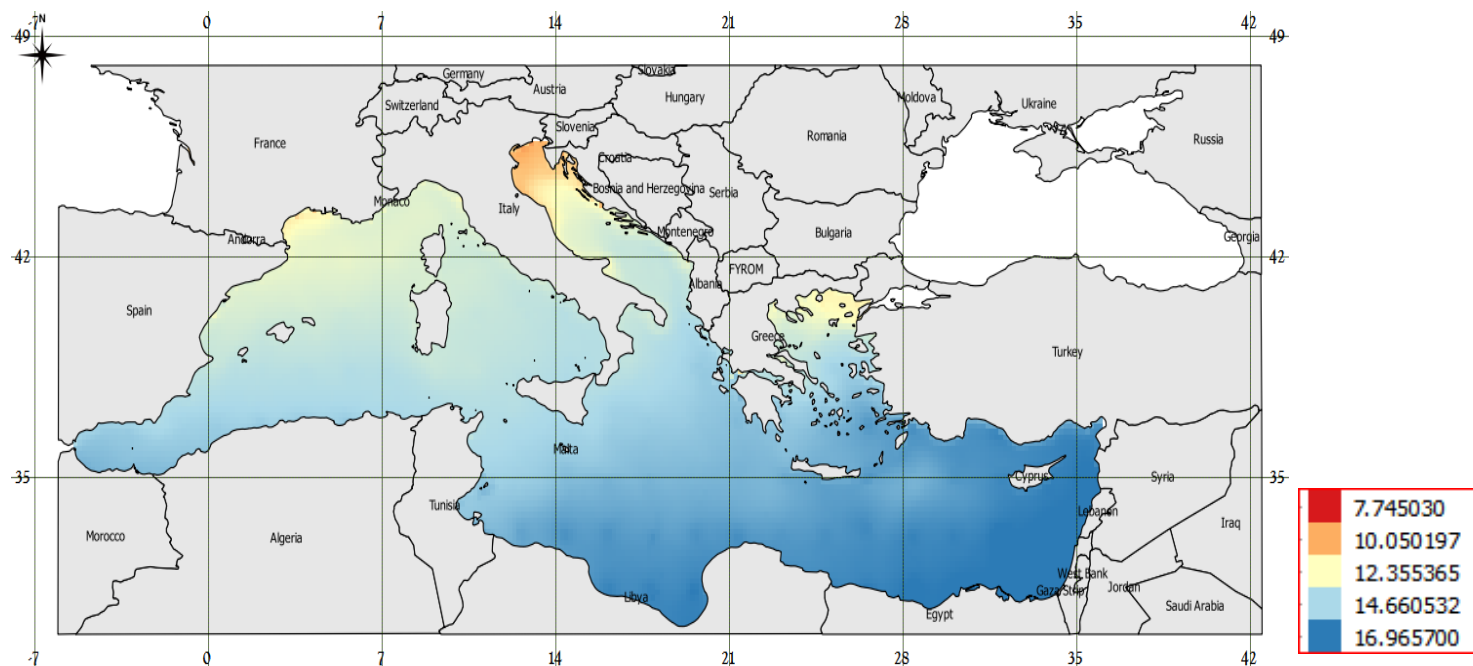 N
-7 0 7 14 21 28 35 42
49 49
Germany
Slovakia
Austria
Switzerland
Hungary
Moldova
Ukraine
Slovenia
Romania
Russia
France
Croatia
Bosnia and Herzegovina
Serbia
Monaco
Italy
Montenegro
Bulgaria
Andorra
Georgia
42 42
FYROM
Albania
Spain
Greece
Turkey
Malta
35 35
Cyprus
Syria
Tunisia
Lebanon
Iraq
Morocco
Algeria
West Bank
Gaza Strip
Jordan
Libya
Egypt
Saudi Arabia
-7 0 7 14 21 28 35 42
7.745030
10.050197
12.355365
14.660532
16.965700